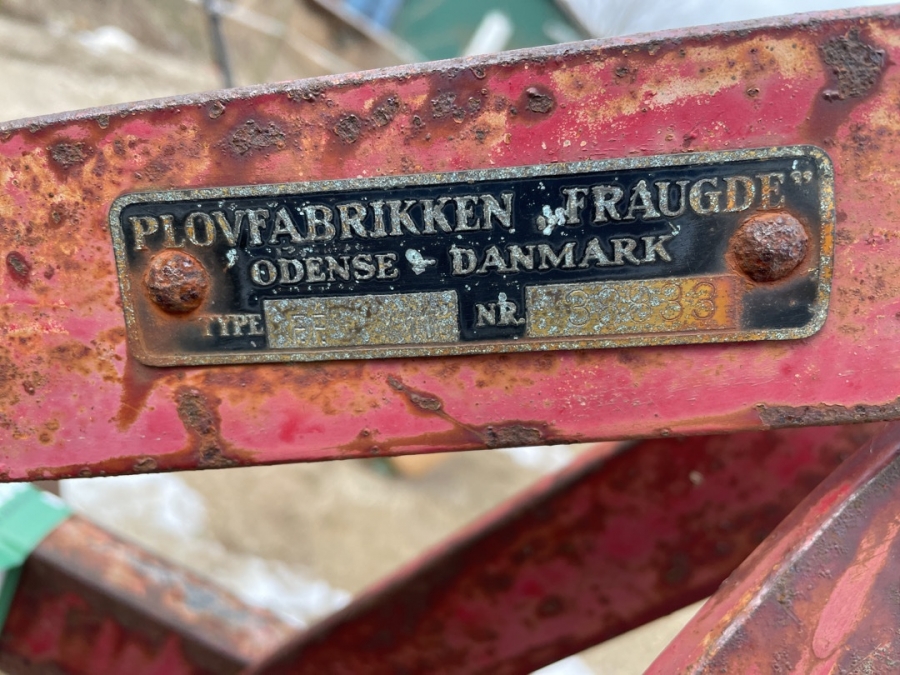 PLOVFABRIKKEN „FRAUGDE”
ODENSE - DANMARK
TYPE NR.